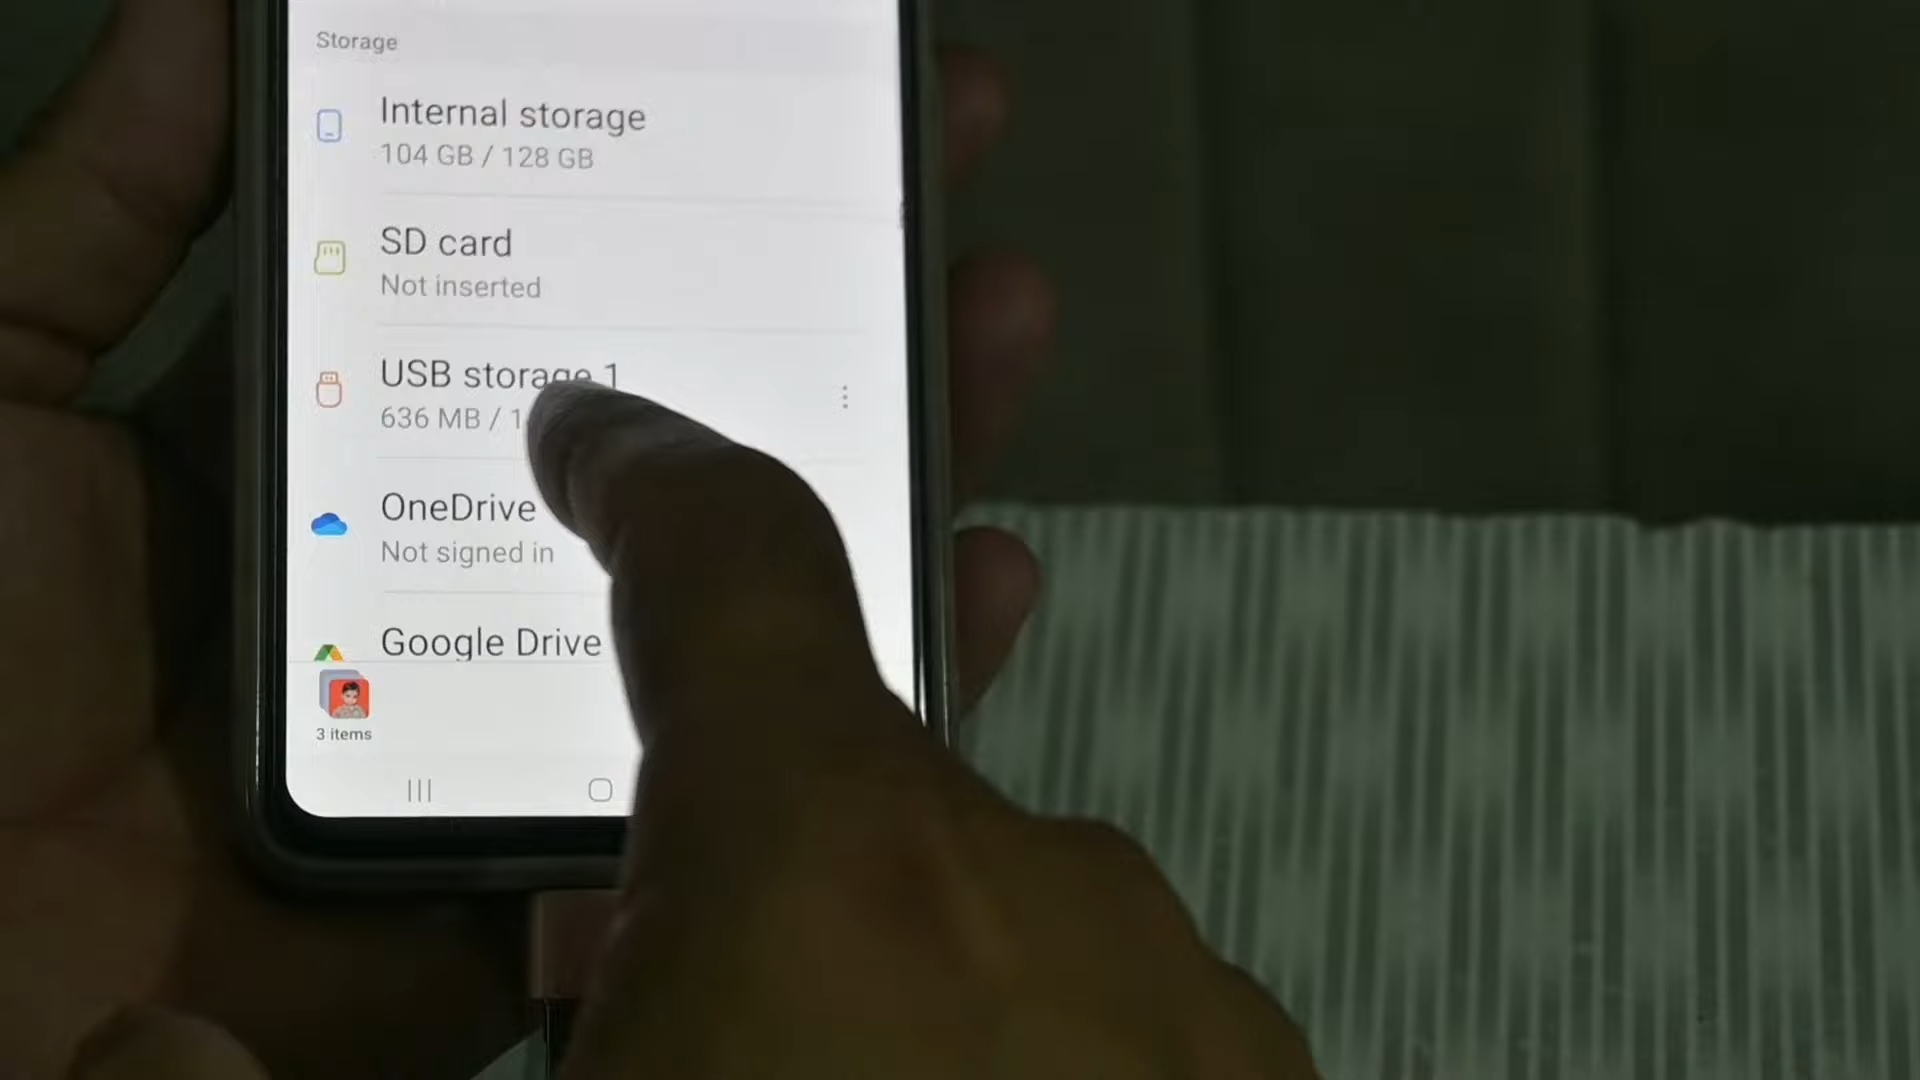 Storage
Internal storage
104 GB / 128 GB
SD card
Not inserted
USB storage 1
636 MB / 1
OneDrive
Not signed in
Google Drive
3 items